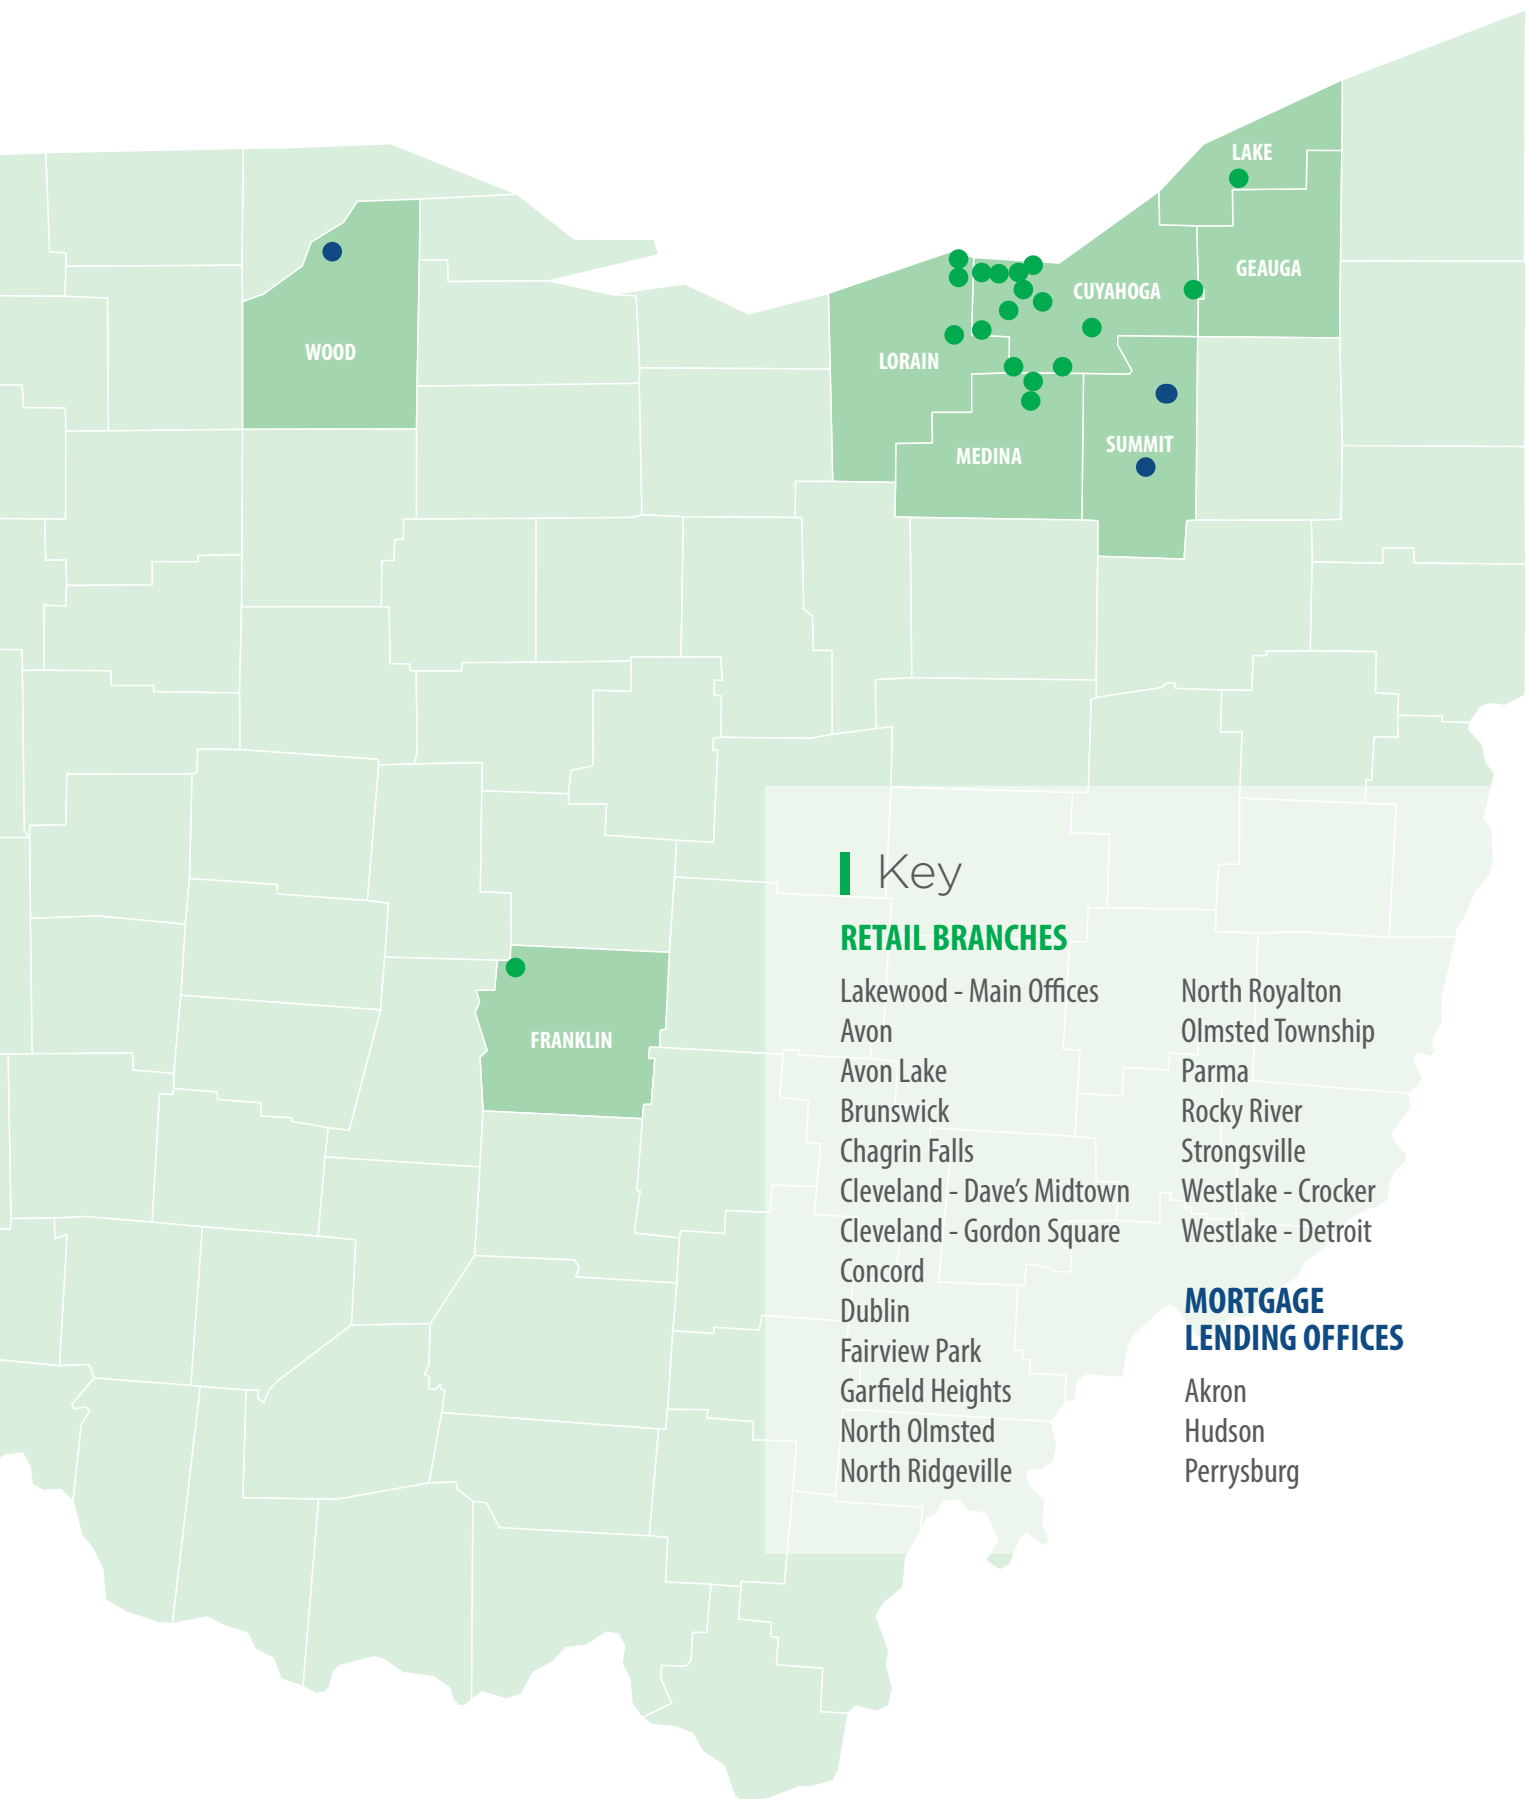 LAKE
GEAUGA
CUYAHOGA
WOOD
LORAIN
SUMMIT
MEDINA
FRANKLIN
Key
RETAIL BRANCHES
Lakewood - Main Offices
Avon
Avon Lake
Brunswick
Chagrin Falls
Cleveland - Dave's Midtown
Cleveland - Gordon Square
Concord
Dublin
Fairview Park
Garfield Heights
North Olmsted
North Ridgeville
North Royalton
Olmsted Township
Parma
Rocky River
Strongsville
Westlake - Crocker
Westlake - Detroit
MORTGAGE
LENDING OFFICES
Akron
Hudson
Perrysburg